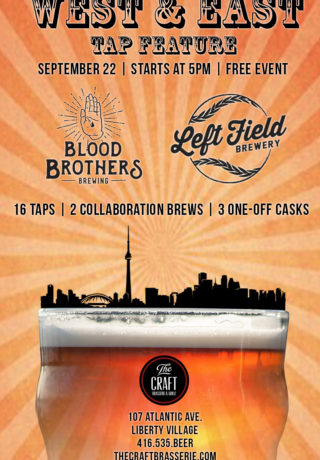 WEST & EAST
TAP FEATURE
SEPTEMBER 22 | STARTS AT 5PM | FREE EVENT
BLOOD
BROTHERS
BREWING
Left Field
BREWERY
16 TAPS | 2 COLLABORATION BREWS | 3 ONE-OFF CASKS
The
CRAFT
BRASSERIE & GRILLE
107 ATLANTIC AVE.
LIBERTY VILLAGE
416.535.BEER
THECRAFTBRASSERIE.COM